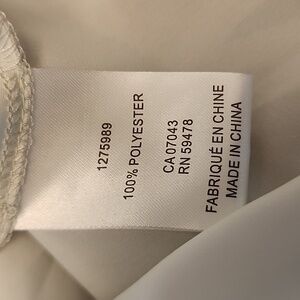 1275989
100% POLYESTER
CA 07043
RN 59478
FABRIQUÉ EN CHINE
MADE IN CHINA